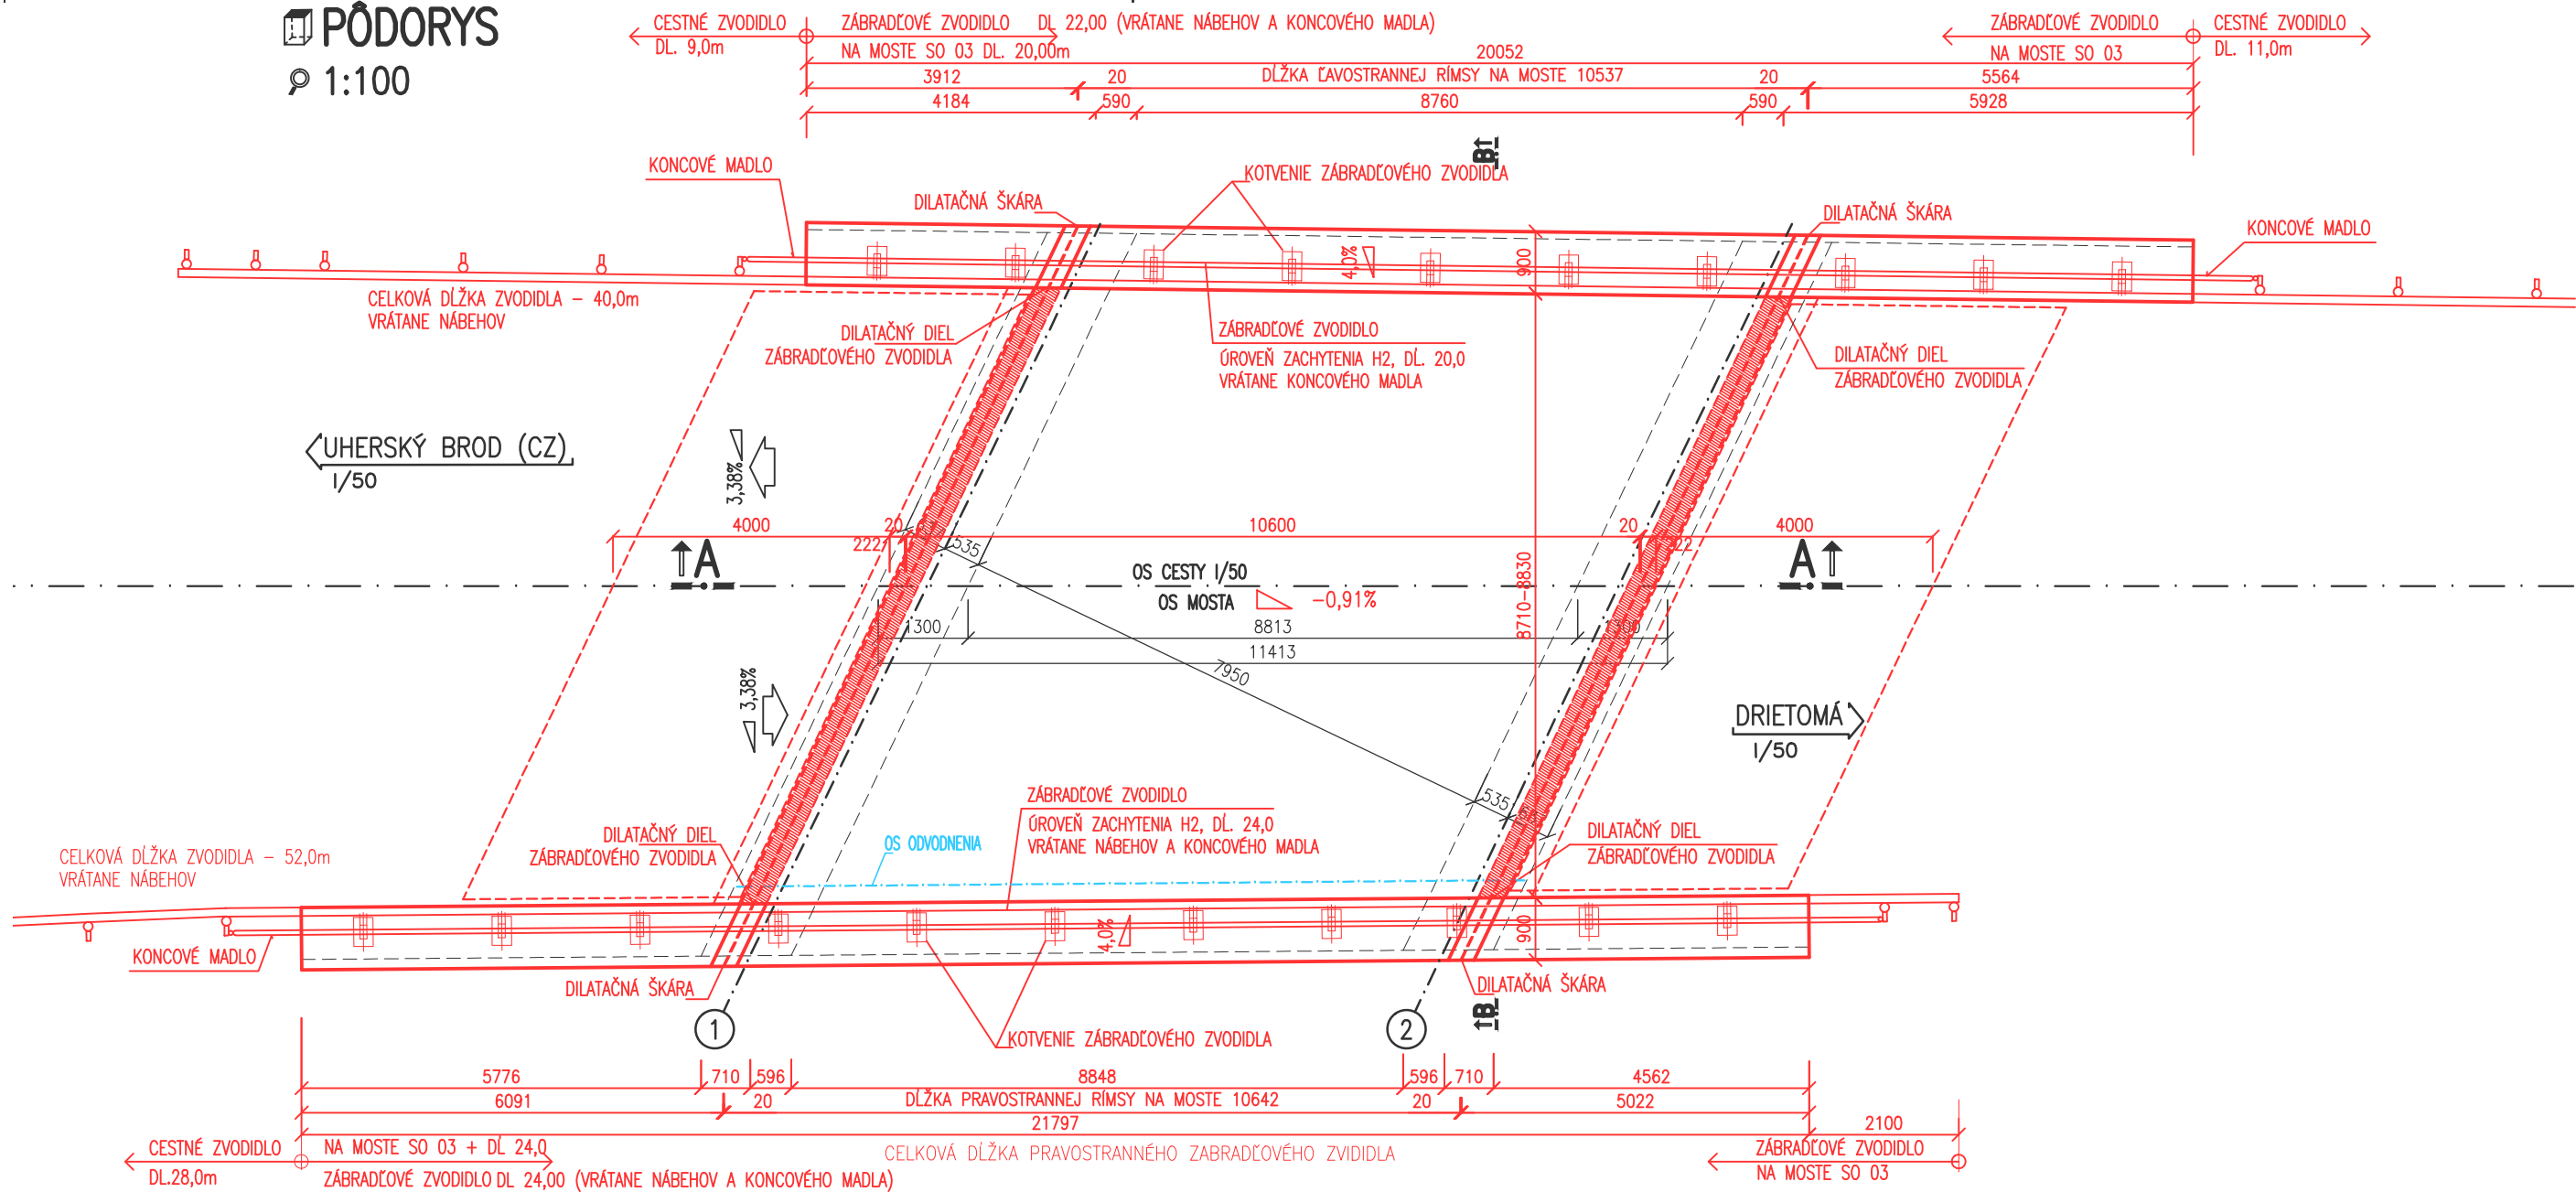 PÔDORYS
1:100
CESTNÉ ZVODIDLO
DL. 9,0m
ZÁBRADĽOVÉ ZVODIDLO DL 22,00 (VRÁTANE NÁBEHOV A KONCOVÉHO MADLA)
NA MOSTE SO 03 DL. 20,00m
ZÁBRADĽOVÉ ZVODIDLO
NA MOSTE SO 03
CESTNÉ ZVODIDLO
DL. 11,0m
20052
3912 20 DĹŽKA ĽAVOSTRANNEJ RÍMSY NA MOSTE 10537 20 5564
4184 590 8760 590 5928
B
KONCOVÉ MADLO
KOTVENIE ZÁBRADĽOVÉHO ZVODIDLA
DILATAČNÁ ŠKÁRA
DILATAČNÁ ŠKÁRA
KONCOVÉ MADLO
4,0%
900
CELKOVÁ DĹŽKA ZVODIDLA - 40,0m
VRÁTANE NÁBEHOV
DILATAČNÝ DIEL
ZÁBRADĽOVÉHO ZVODIDLA
ZÁBRADĽOVÉ ZVODIDLO
ÚROVEŇ ZACHYTENIA H2, DĹ. 20,0
VRÁTANE KONCOVÉHO MADLA
DILATAČNÝ DIEL
ZÁBRADĽOVÉHO ZVODIDLA
UHERSKÝ BROD (CZ)
I/50
3,38%
4000 20 10600 20 4000
222 535 22
A A
OS CESTY I/50
OS MOSTA -0,91%
8710-8830
1300 8813 1300
11413
7950
3,38%
DRIETOMÁ
I/50
535
ZÁBRADĽOVÉ ZVODIDLO
ÚROVEŇ ZACHYTENIA H2, DĹ. 24,0
VRÁTANE NÁBEHOV A KONCOVÉHO MADLA
DILATAČNÝ DIEL
ZÁBRADĽOVÉHO ZVODIDLA
OS ODVODNENIA
DILATAČNÝ DIEL
ZÁBRADĽOVÉHO ZVODIDLA
CELKOVÁ DĹŽKA ZVODIDLA - 52,0m
VRÁTANE NÁBEHOV
4,0%
900
KONCOVÉ MADLO
DILATAČNÁ ŠKÁRA
DILATAČNÁ ŠKÁRA
1
2
B
KOTVENIE ZÁBRADĽOVÉHO ZVODIDLA
5776 710 596 8848 596 710 4562
6091 20 DĹŽKA PRAVOSTRANNEJ RÍMSY NA MOSTE 10642 20 5022
21797 2100
CESTNÉ ZVODIDLO
DL.28,0m
NA MOSTE SO 03 + DĹ 24,0
ZÁBRADĽOVÉ ZVODIDLO DL 24,00 (VRÁTANE NÁBEHOV A KONCOVÉHO MADLA)
CELKOVÁ DĹŽKA PRAVOSTRANNÉHO ZABRADĽOVÉHO ZVIDIDLA
ZÁBRADĽOVÉ ZVODIDLO
NA MOSTE SO 03